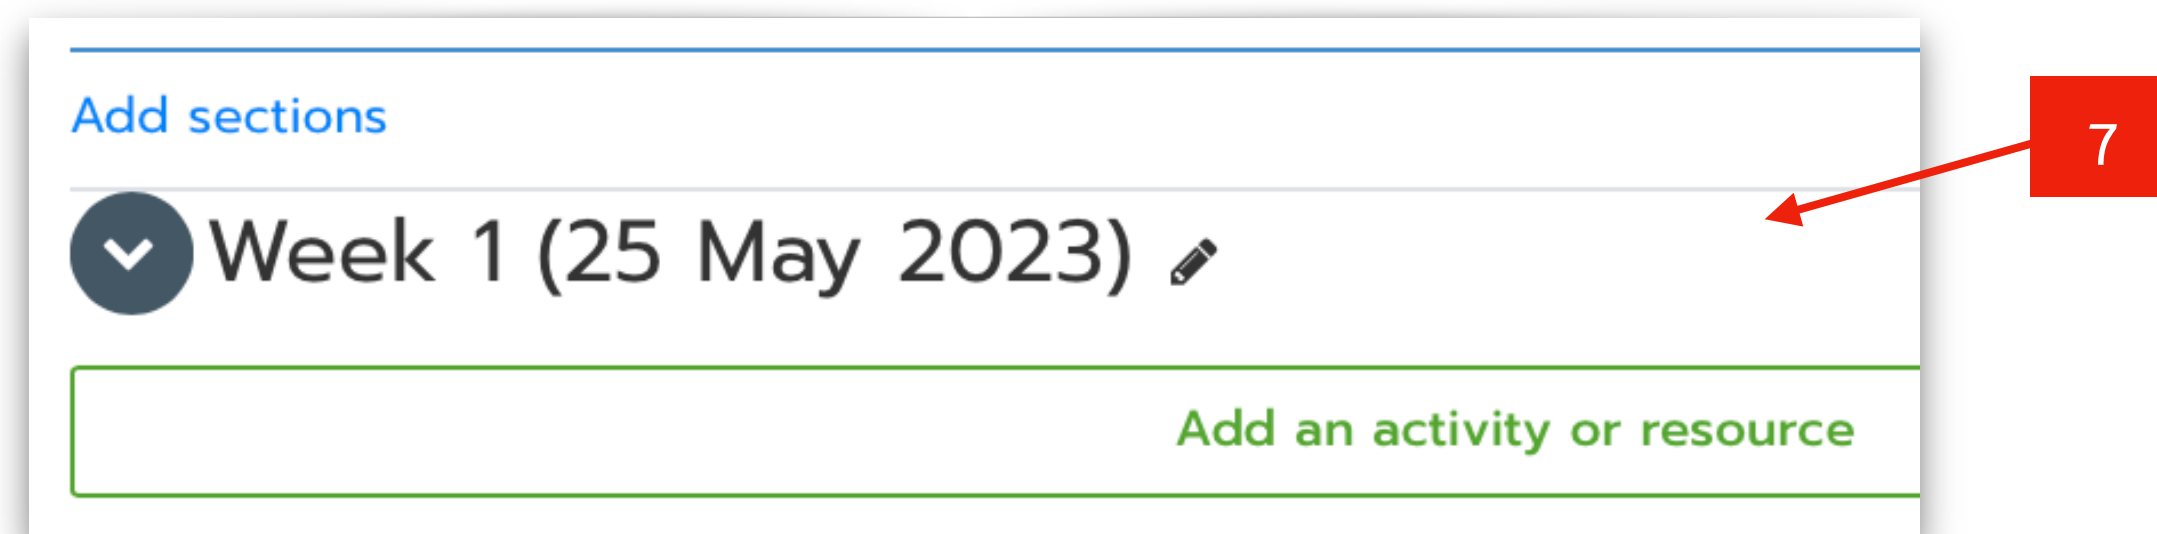 Add sections
7
Week 1 (25 May 2023)
Add an activity or resource